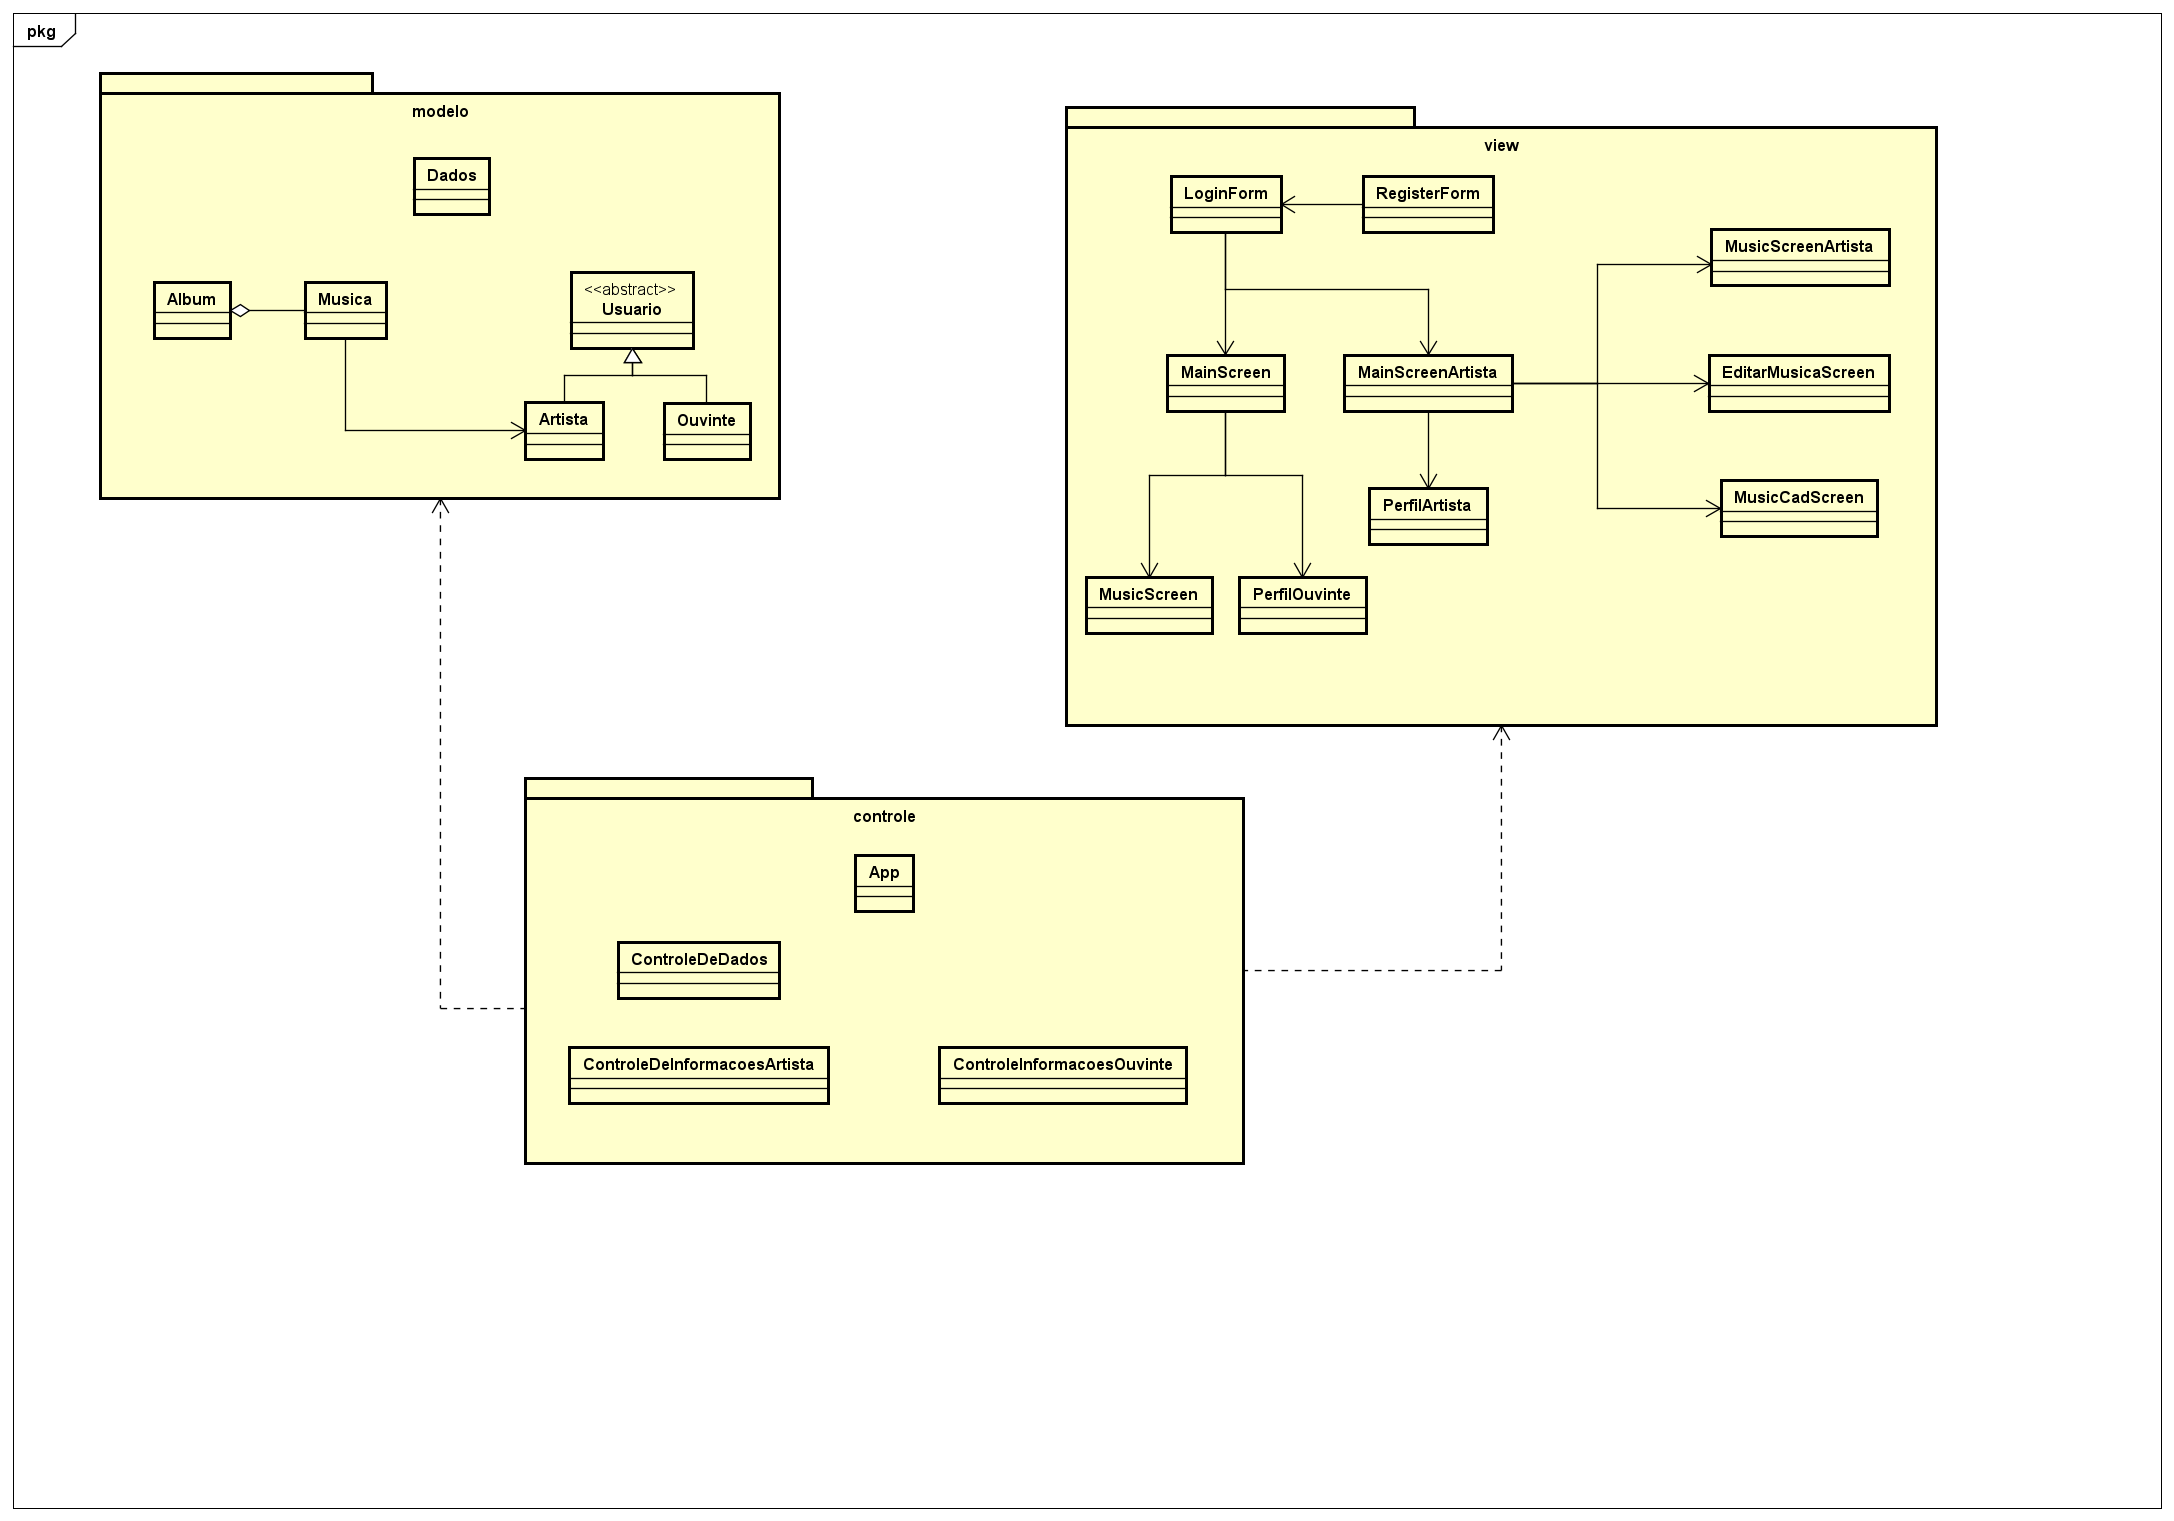 pkg
modelo
Dados
Album
Musica
<<abstract>>
Usuario
Artista
Ouvinte
view
LoginForm
RegisterForm
MusicScreenArtista
MainScreen
MainScreenArtista
EditarMusicaScreen
PerfilArtista
MusicCadScreen
MusicScreen
PerfilOuvinte
controle
App
ControleDeDados
ControleDeInformacoesArtista
ControleInformacoesOuvinte